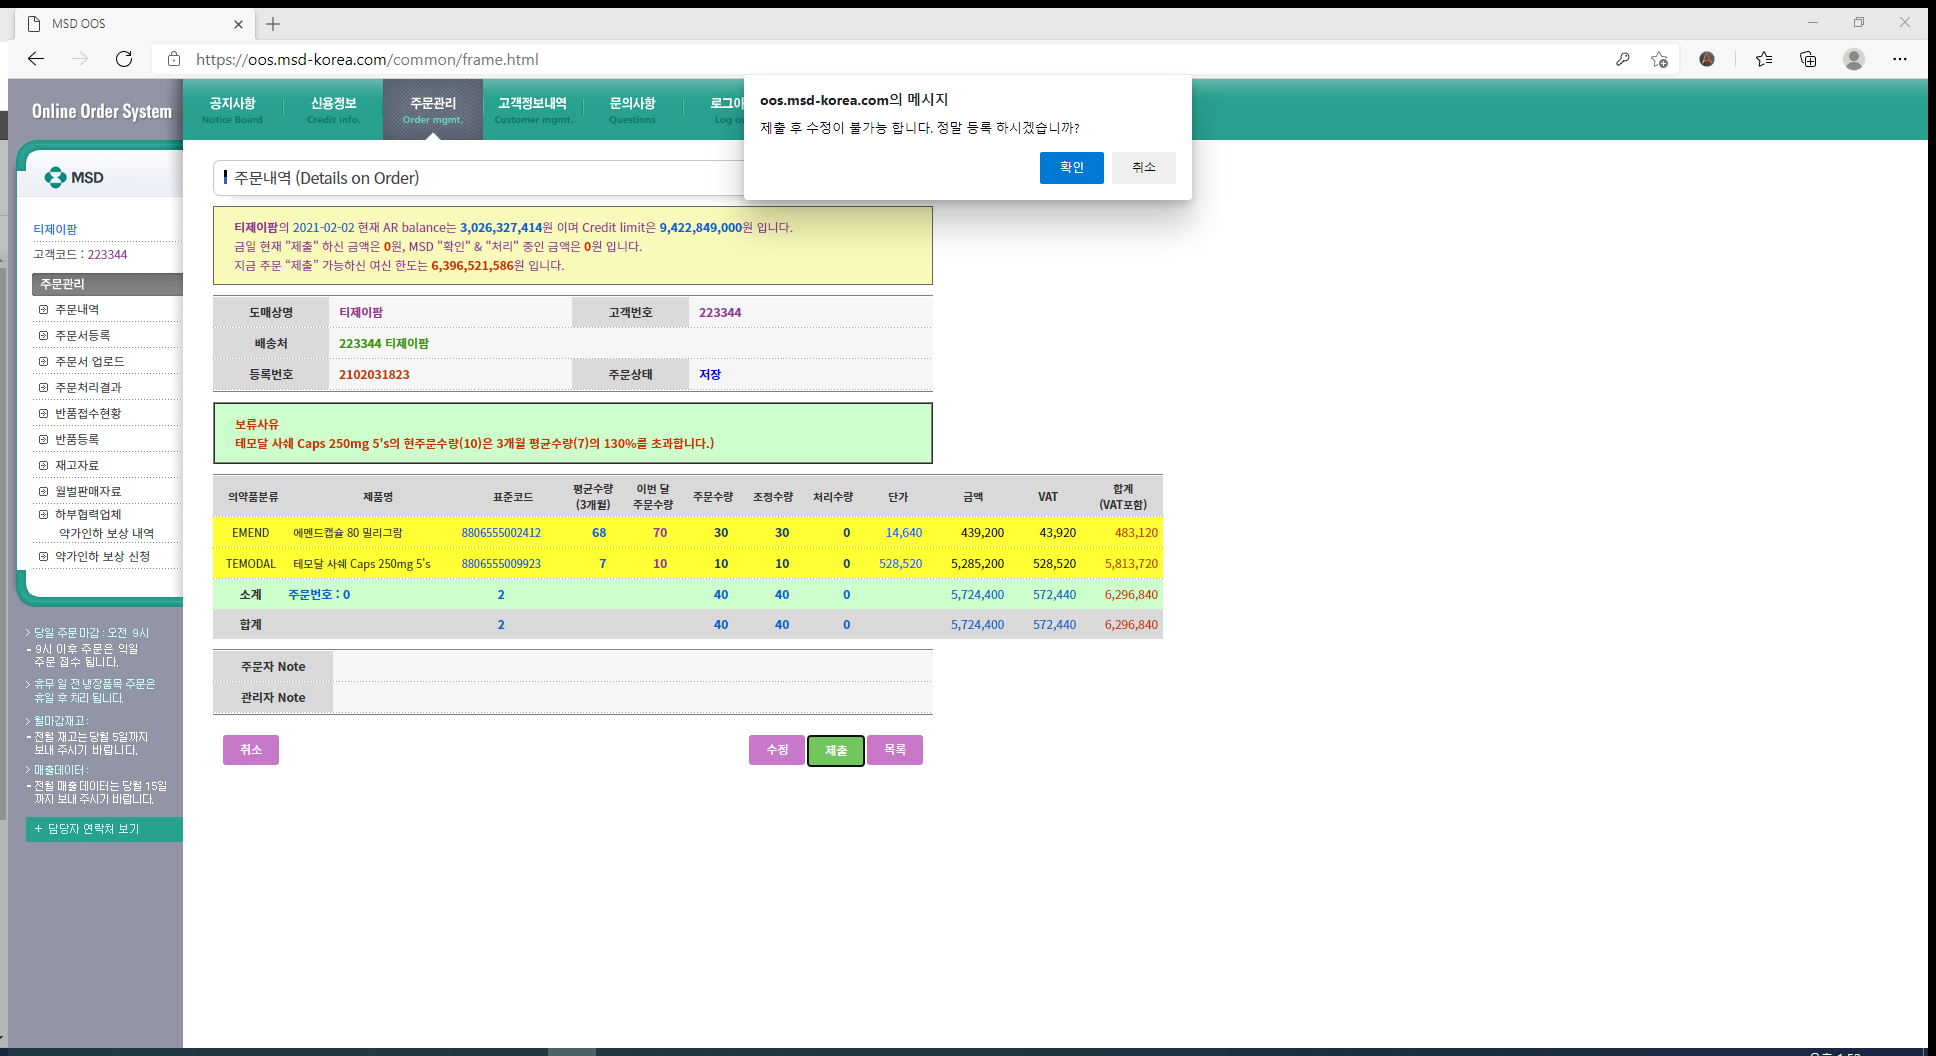 MSD OOS
https://oos.msd-korea.com/common/frame.html
Online Order System
공지사항
Notice Board
신용정보
Credit info.
주문관리
Order mgmt.
고객정보내역
Customer mgmt.
문의사항
Questions
로그아
Log ou
oos.msd-korea.com의 메시지
제출 후 수정이 불가능 합니다. 정말 등록 하시겠습니까?
확인
취소
MSD
티제이팜
고객코드 : 223344
주문관리
주문내역
주문서등록
주문서 업로드
주문처리결과
반품접수현황
반품등록
재고자료
월별판매자료
하부협력업체
약가인하 보상 내역
약가인하 보상 신청
> 당일 주문마감 : 오전 9시
- 9시 이후 주문은 익일
주문 접수 됩니다.
> 휴무 일 전 냉장품목 주문은
휴일 후 처리 됩니다.
> 월마감재고 :
- 전월 재고는 당월 5일까지
보내 주시기 바랍니다.
> 매출데이터 :
- 전월 매출데이터는 당월 15일
까지 보내 주시기 바랍니다.
+ 담당자 연락처 보기
주문내역 (Details on Order)
티제이팜의 2021-02-02 현재 AR balance는 3,026,327,414원 이며 Credit limit은 9,422,849,000원 입니다.
금일 현재 "제출" 하신 금액은 0원, MSD "확인" & "처리" 중인 금액은 0원 입니다.
지금 주문 “제출” 가능하신 여신 한도는 6,396,521,586원 입니다.
도매상명 티제이팜 고객번호 223344
배송처 223344 티제이팜
등록번호 2102031823 주문상태 저장
보류사유
테모달 사쉐 Caps 250mg 5's의 현주문수량(10)은 3개월 평균수량(7)의 130%를 초과합니다.)
의약품분류 제품명 표준코드 평균수량 (3개월) 이번 달 주문수량 주문수량 조정수량 처리수량 단가 금액 VAT 합계 (VAT포함)
EMEND 에멘드캡슐 80 밀리그람 8806555002412 68 70 30 30 0 14,640 439,200 43,920 483,120
TEMODAL 테모달 사쉐 Caps 250mg 5's 8806555009923 7 10 10 10 0 528,520 5,285,200 528,520 5,813,720
소계 주문번호 : 0 2 40 40 0 5,724,400 572,440 6,296,840
합계 2 40 40 0 5,724,400 572,440 6,296,840
주문자 Note
관리자 Note
취소 수정 제출 목록